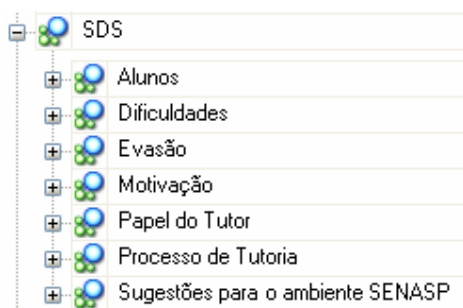 SDS
Alunos
Dificuldades
Evasão
Motivação
Papel do Tutor
Processo de Tutoria
Sugestões para o ambiente SENASP